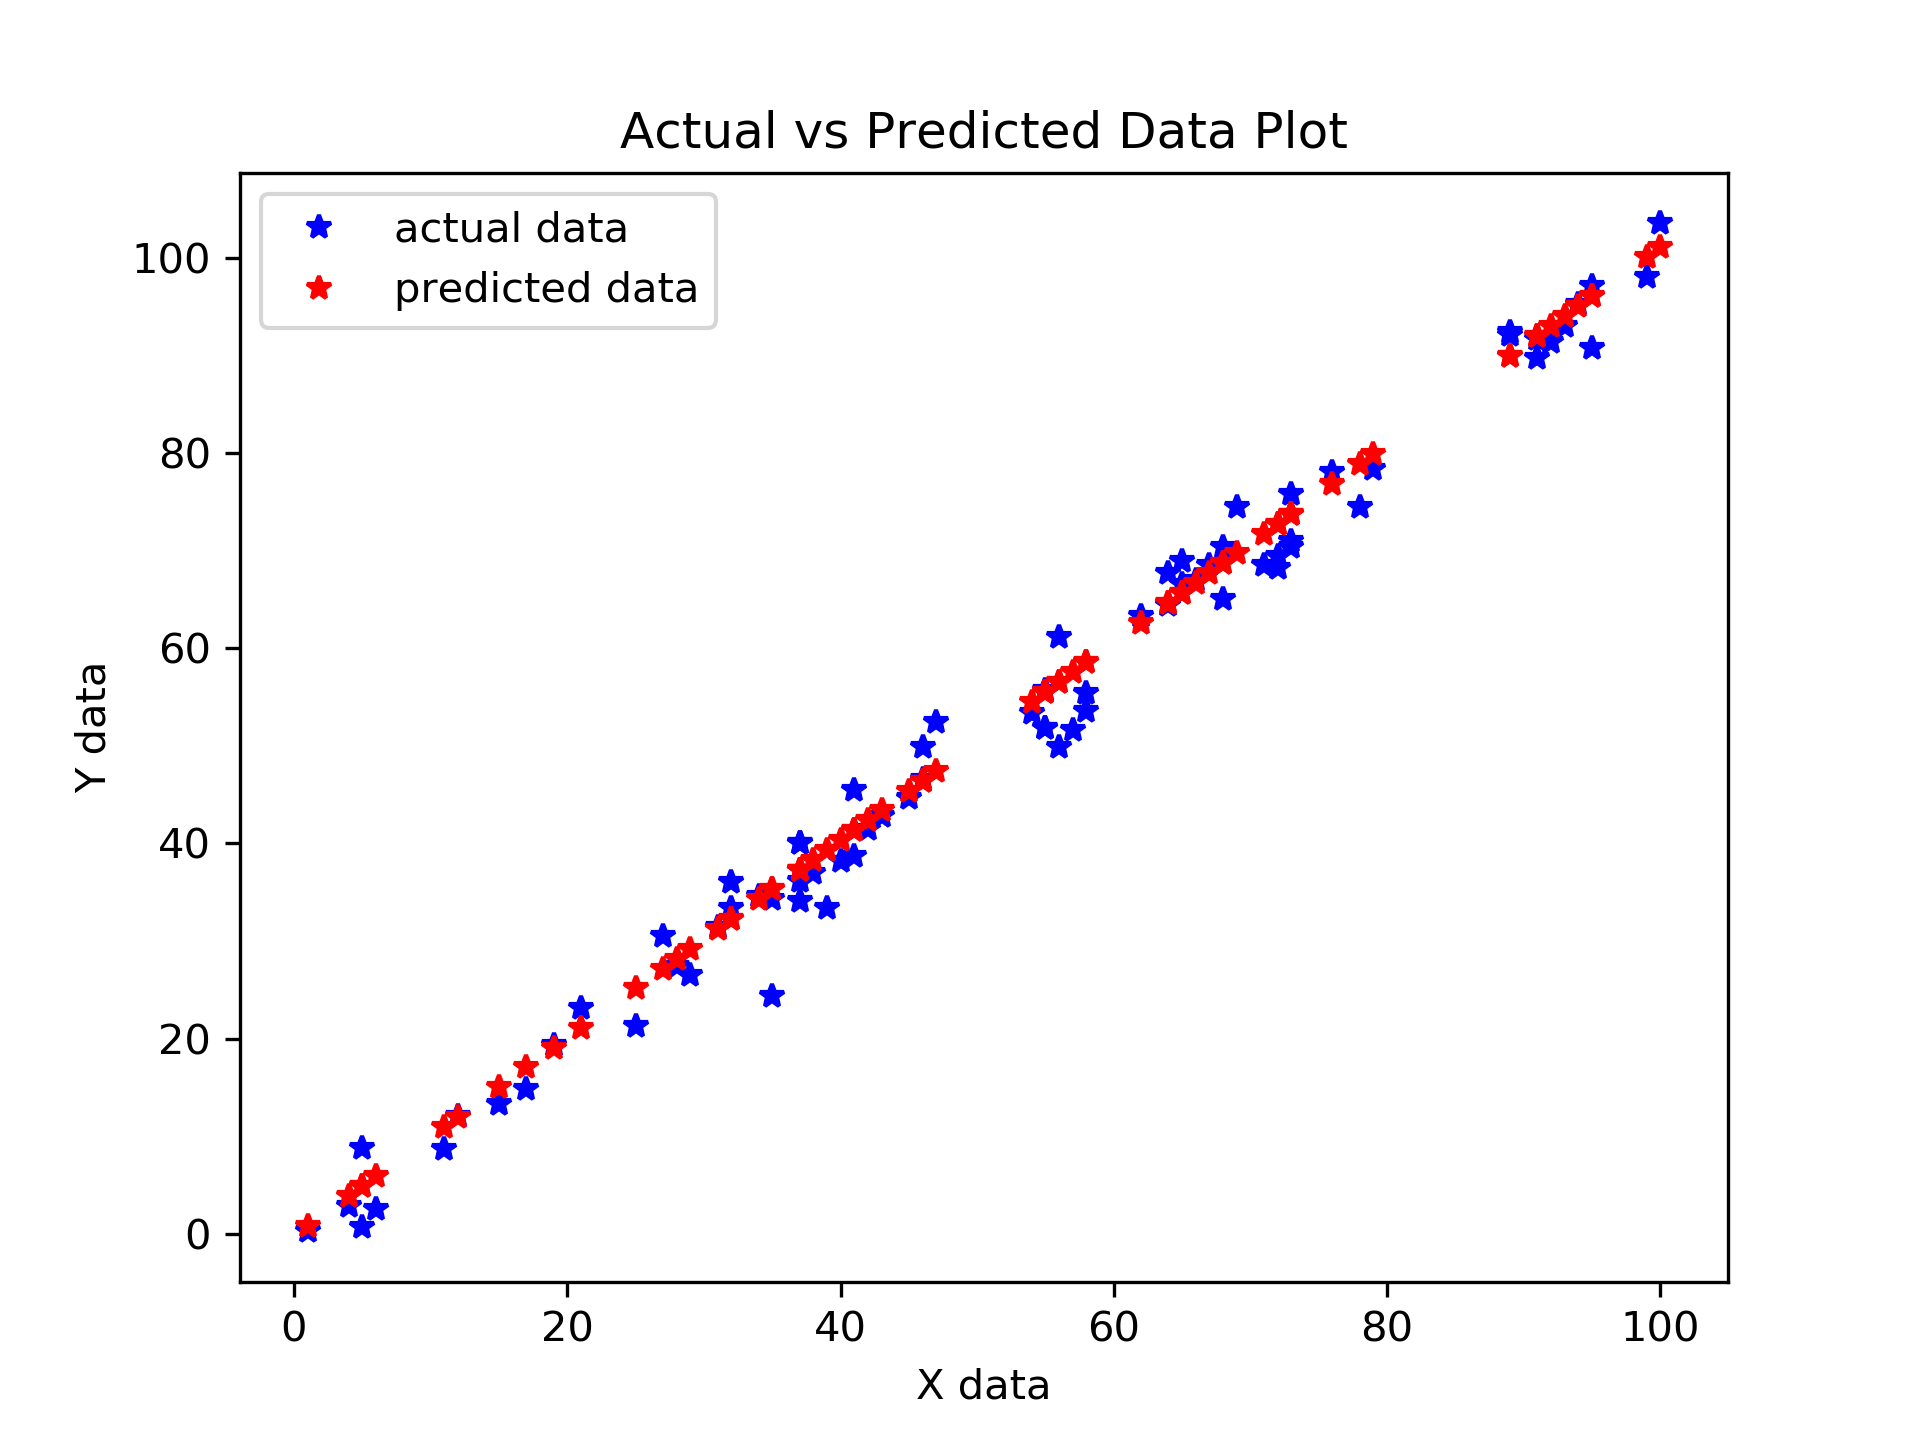 Actual vs Predicted Data Plot
actual data
predicted data
100
80
60
40
20
0
Y data
0 20 40 60 80 100
X data